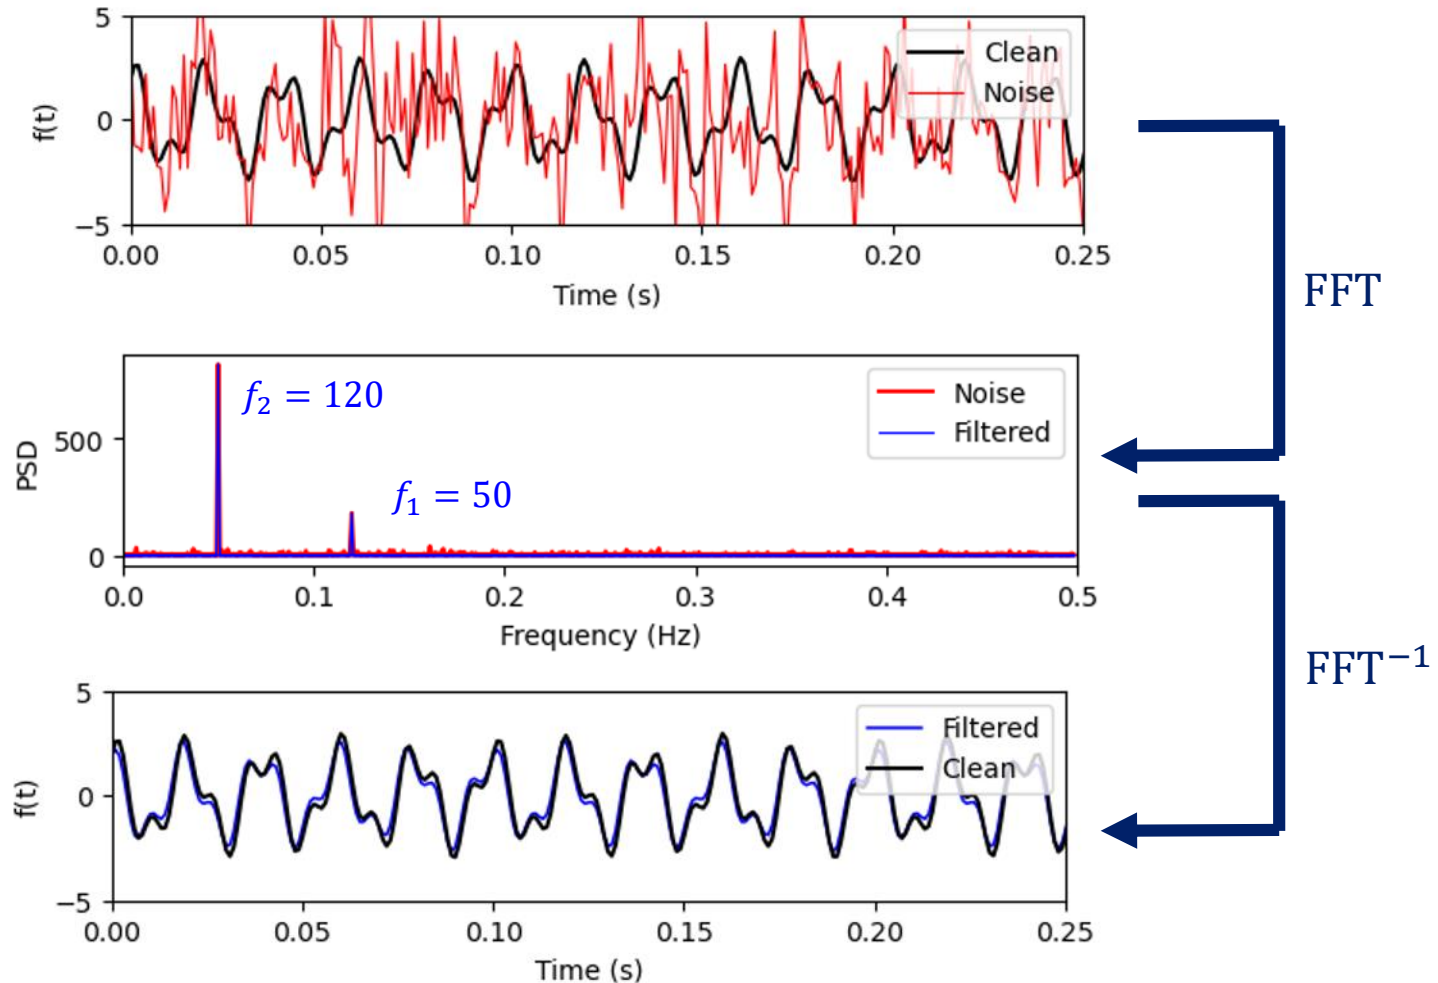 5
0
−5
f(t)
Clean
Noise
0.00 0.05 0.10 0.15 0.20 0.25
Time (s)
FFT
500
0
PSD
f₂ = 120
f₁ = 50
Noise
Filtered
0.0 0.1 0.2 0.3 0.4 0.5
Frequency (Hz)
FFT⁻¹
5
0
−5
f(t)
Filtered
Clean
0.00 0.05 0.10 0.15 0.20 0.25
Time (s)